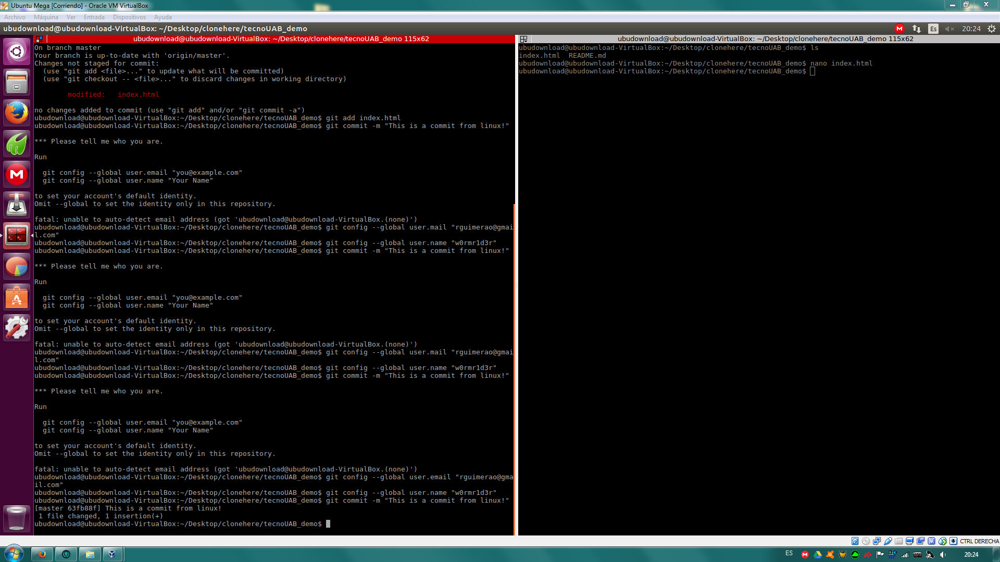 Ubuntu Mega [Corriendo] - Oracle VM VirtualBox
Archivo Máquina Ver Entrada Dispositivos Ayuda
ubudownload@ubudownload-VirtualBox: ~/Desktop/clonehere/tecnoUAB_demo
Es 20:24
ubudownload@ubudownload-VirtualBox: ~/Desktop/clonehere/tecnoUAB_demo 115x62
On branch master
Your branch is up-to-date with 'origin/master'.
Changes not staged for commit:
  (use "git add <file>..." to update what will be committed)
  (use "git checkout -- <file>..." to discard changes in working directory)
        modified:   index.html
no changes added to commit (use "git add" and/or "git commit -a")
ubudownload@ubudownload-VirtualBox:~/Desktop/clonehere/tecnoUAB_demo$ git add index.html
ubudownload@ubudownload-VirtualBox:~/Desktop/clonehere/tecnoUAB_demo$ git commit -m "This is a commit from linux!"
*** Please tell me who you are.
Run
  git config --global user.email "you@example.com"
  git config --global user.name "Your Name"
to set your account's default identity.
Omit --global to set the identity only in this repository.
fatal: unable to auto-detect email address (got 'ubudownload@ubudownload-VirtualBox.(none)')
ubudownload@ubudownload-VirtualBox:~/Desktop/clonehere/tecnoUAB_demo$ git config --global user.mail "rguimerao@gmai
l.com"
ubudownload@ubudownload-VirtualBox:~/Desktop/clonehere/tecnoUAB_demo$ git config --global user.name "w0rmr1d3r"
ubudownload@ubudownload-VirtualBox:~/Desktop/clonehere/tecnoUAB_demo$ git commit -m "This is a commit from linux!"
*** Please tell me who you are.
Run
  git config --global user.email "you@example.com"
  git config --global user.name "Your Name"
to set your account's default identity.
Omit --global to set the identity only in this repository.
fatal: unable to auto-detect email address (got 'ubudownload@ubudownload-VirtualBox.(none)')
ubudownload@ubudownload-VirtualBox:~/Desktop/clonehere/tecnoUAB_demo$ git config --global user.mail "rguimerao@gmai
l.com"
ubudownload@ubudownload-VirtualBox:~/Desktop/clonehere/tecnoUAB_demo$ git config --global user.name "w0rmr1d3r"
ubudownload@ubudownload-VirtualBox:~/Desktop/clonehere/tecnoUAB_demo$ git commit -m "This is a commit from linux!"
*** Please tell me who you are.
Run
  git config --global user.email "you@example.com"
  git config --global user.name "Your Name"
to set your account's default identity.
Omit --global to set the identity only in this repository.
fatal: unable to auto-detect email address (got 'ubudownload@ubudownload-VirtualBox.(none)')
ubudownload@ubudownload-VirtualBox:~/Desktop/clonehere/tecnoUAB_demo$ git config --global user.email "rguimerao@gma
il.com"
ubudownload@ubudownload-VirtualBox:~/Desktop/clonehere/tecnoUAB_demo$ git config --global user.name "w0rmr1d3r"
ubudownload@ubudownload-VirtualBox:~/Desktop/clonehere/tecnoUAB_demo$ git commit -m "This is a commit from linux!"
[master 63fb88f] This is a commit from linux!
 1 file changed, 1 insertion(+)
ubudownload@ubudownload-VirtualBox:~/Desktop/clonehere/tecnoUAB_demo$
ubudownload@ubudownload-VirtualBox: ~/Desktop/clonehere/tecnoUAB_demo 115x62
ubudownload@ubudownload-VirtualBox:~/Desktop/clonehere/tecnoUAB_demo$ ls
index.html  README.md
ubudownload@ubudownload-VirtualBox:~/Desktop/clonehere/tecnoUAB_demo$ nano index.html
ubudownload@ubudownload-VirtualBox:~/Desktop/clonehere/tecnoUAB_demo$
CTRL DERECHA
ES 20:24